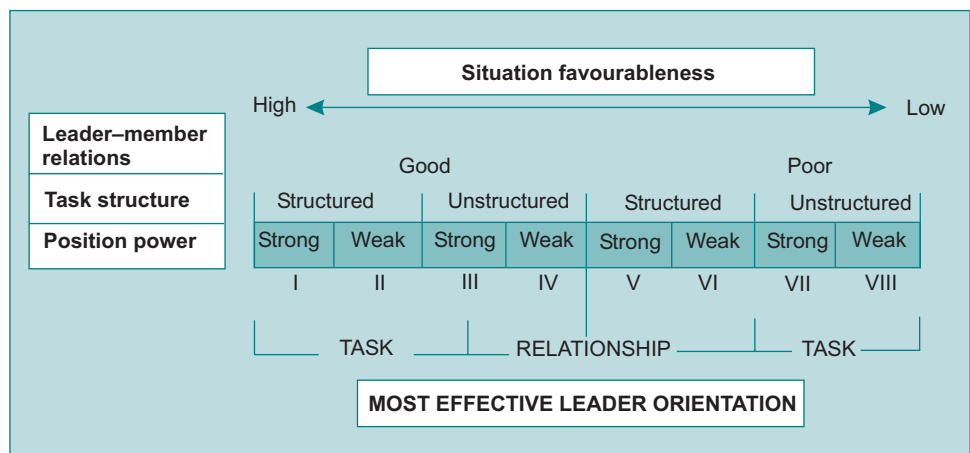 Situation favourableness
High Low
Leader–member
relations
Good Poor
Task structure
Structured Unstructured Structured Unstructured
Position power
Strong Weak Strong Weak Strong Weak Strong Weak
I II III IV V VI VII VIII
TASK RELATIONSHIP TASK
MOST EFFECTIVE LEADER ORIENTATION